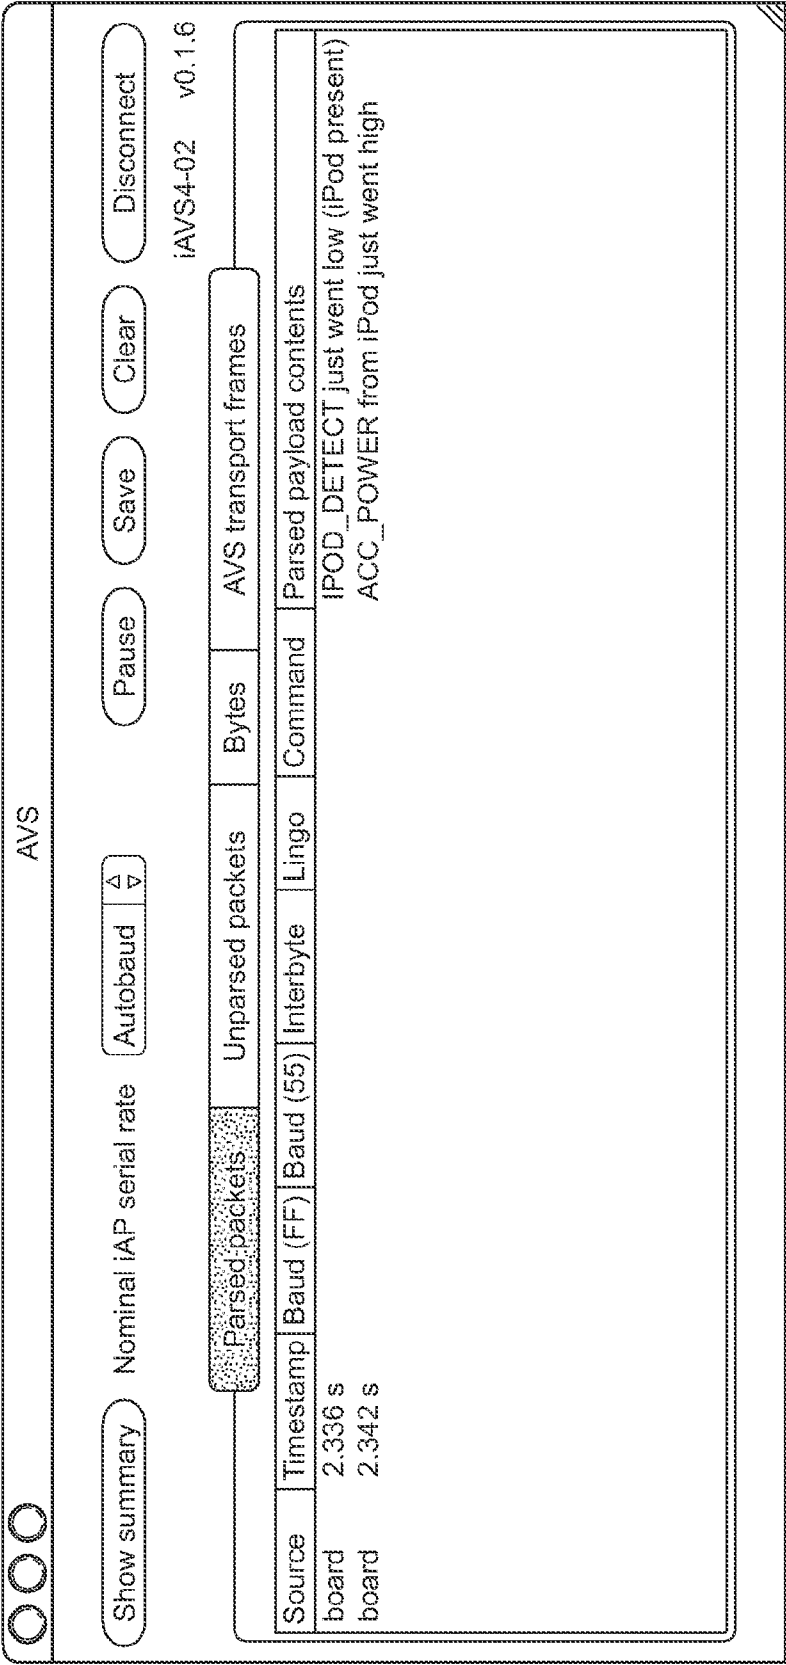 AVS
Show summary Nominal iAP serial rate Autobaud Pause Save Clear Disconnect
iAVS4-02 v0.1.6
Parsed packets Unparsed packets Bytes AVS transport frames
Source Timestamp Baud (FF) Baud (55) Interbyte Lingo Command Parsed payload contents
board 2.336 s IPOD_DETECT just went low (iPod present)
board 2.342 s ACC_POWER from iPod just went high